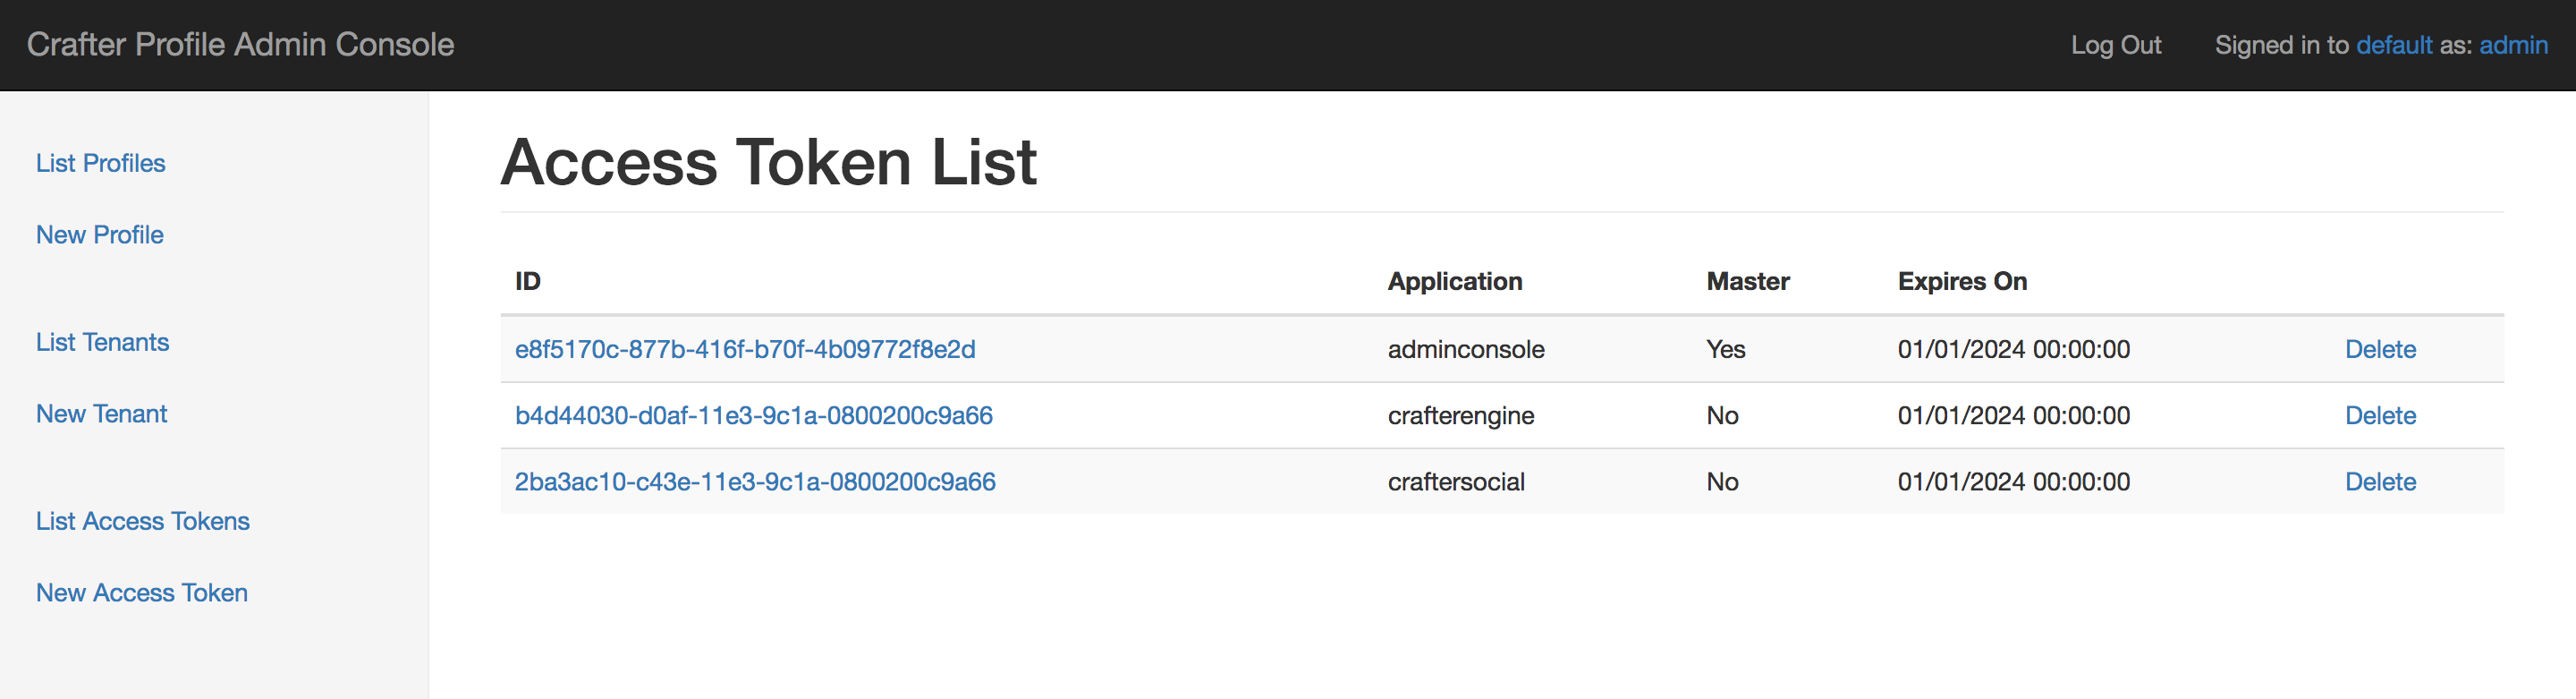 Crafter Profile Admin Console Log Out Signed in to default as: admin
List Profiles
New Profile
List Tenants
New Tenant
List Access Tokens
New Access Token
Access Token List
ID Application Master Expires On
e8f5170c-877b-416f-b70f-4b09772f8e2d adminconsole Yes 01/01/2024 00:00:00 Delete
b4d44030-d0af-11e3-9c1a-0800200c9a66 crafterengine No 01/01/2024 00:00:00 Delete
2ba3ac10-c43e-11e3-9c1a-0800200c9a66 craftersocial No 01/01/2024 00:00:00 Delete